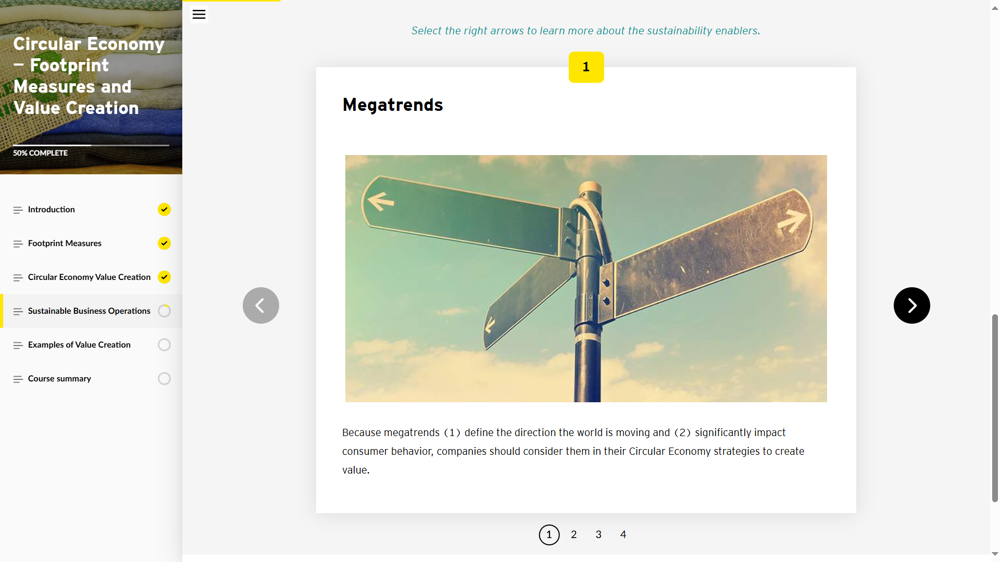 Circular Economy
– Footprint
Measures and
Value Creation
50% COMPLETE
Introduction
Footprint Measures
Circular Economy Value Creation
Sustainable Business Operations
Examples of Value Creation
Course summary
Select the right arrows to learn more about the sustainability enablers.
1
Megatrends
Because megatrends (1) define the direction the world is moving and (2) significantly impact
consumer behavior, companies should consider them in their Circular Economy strategies to create
value.
1 2 3 4